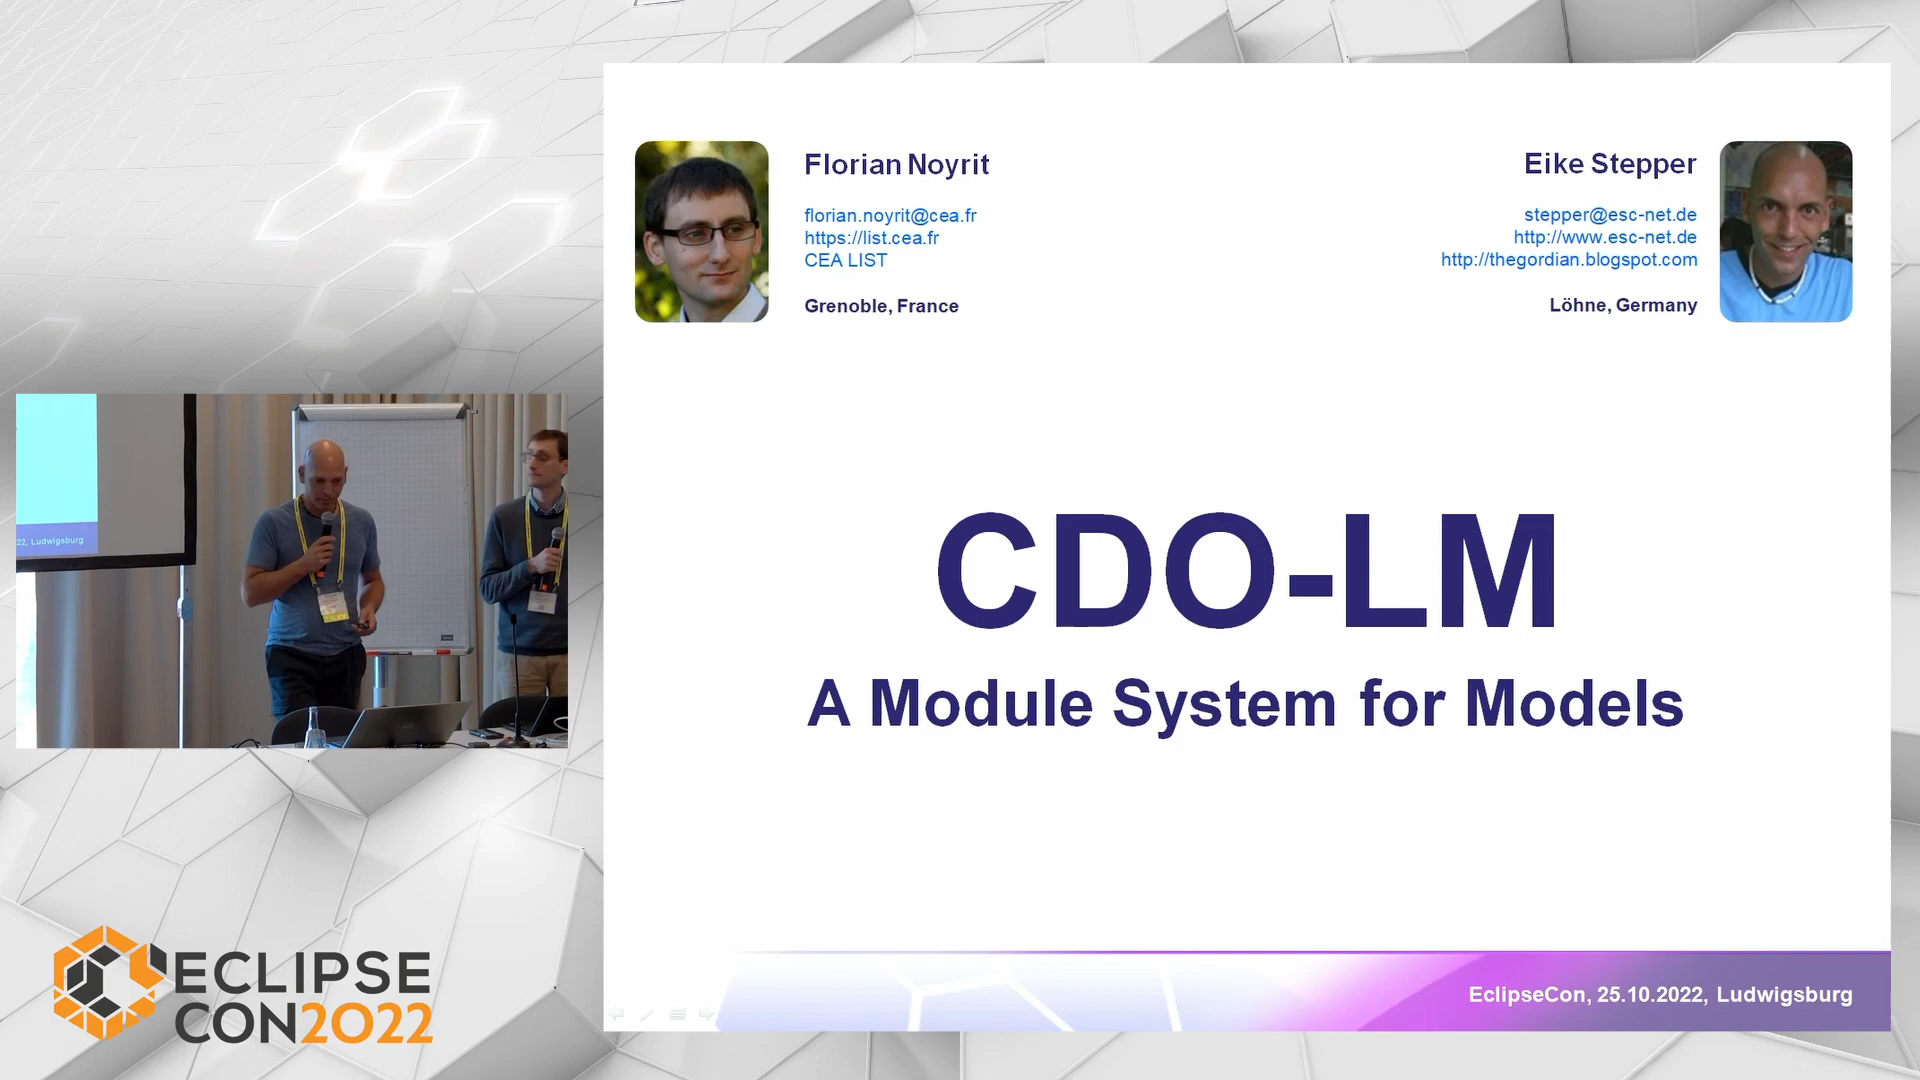 Florian Noyrit
florian.noyrit@cea.fr
https://list.cea.fr
CEA LIST
Grenoble, France
Eike Stepper
stepper@esc-net.de
http://www.esc-net.de
http://thegordian.blogspot.com
Löhne, Germany
CDO-LM
A Module System for Models
22, Ludwigsburg
ECLIPSE
CON2022
EclipseCon, 25.10.2022, Ludwigsburg